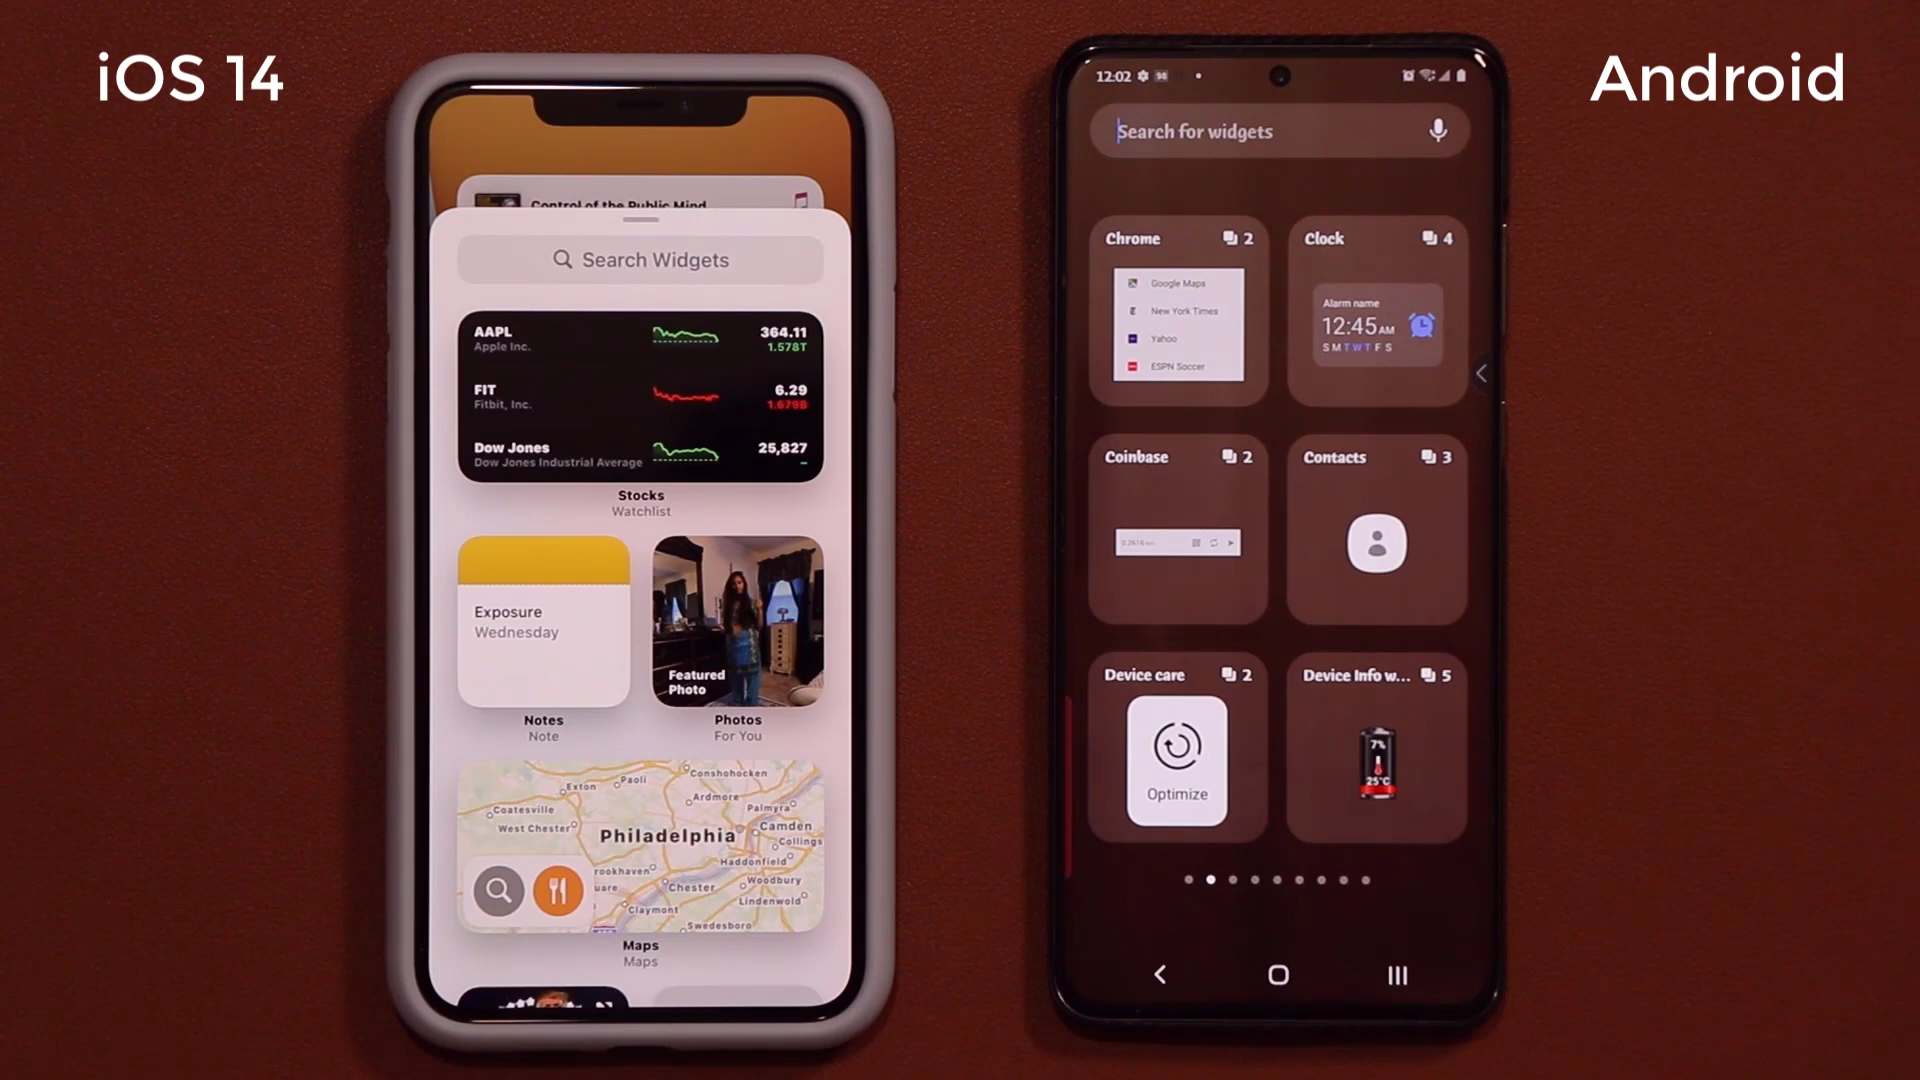 iOS 14
Android
Control of the Public Mind
Search Widgets
AAPL
Apple Inc.
364.11
1.578T
FIT
Fitbit, Inc.
6.29
1.679B
Dow Jones
Dow Jones Industrial Average
25,827
Stocks
Watchlist
Exposure
Wednesday
Featured
Photo
Notes
Note
Photos
For You
Conshohocken
Paoli
Exton
Ardmore
Coatesville
Palmyra
West Chester
Philadelphia
Camden
Collings
Haddonfield
rookhaven
Woodbury
uare
Chester
Lindenwold
Claymont
Swedesboro
Maps
Maps
12:02
98
Search for widgets
Chrome
2
Google Maps
New York Times
Yahoo
ESPN Soccer
Clock
4
Alarm name
12:45 AM
S M T W T F S
Coinbase
2
Contacts
3
Device care
2
Optimize
Device Info w...
5
7%
25°C